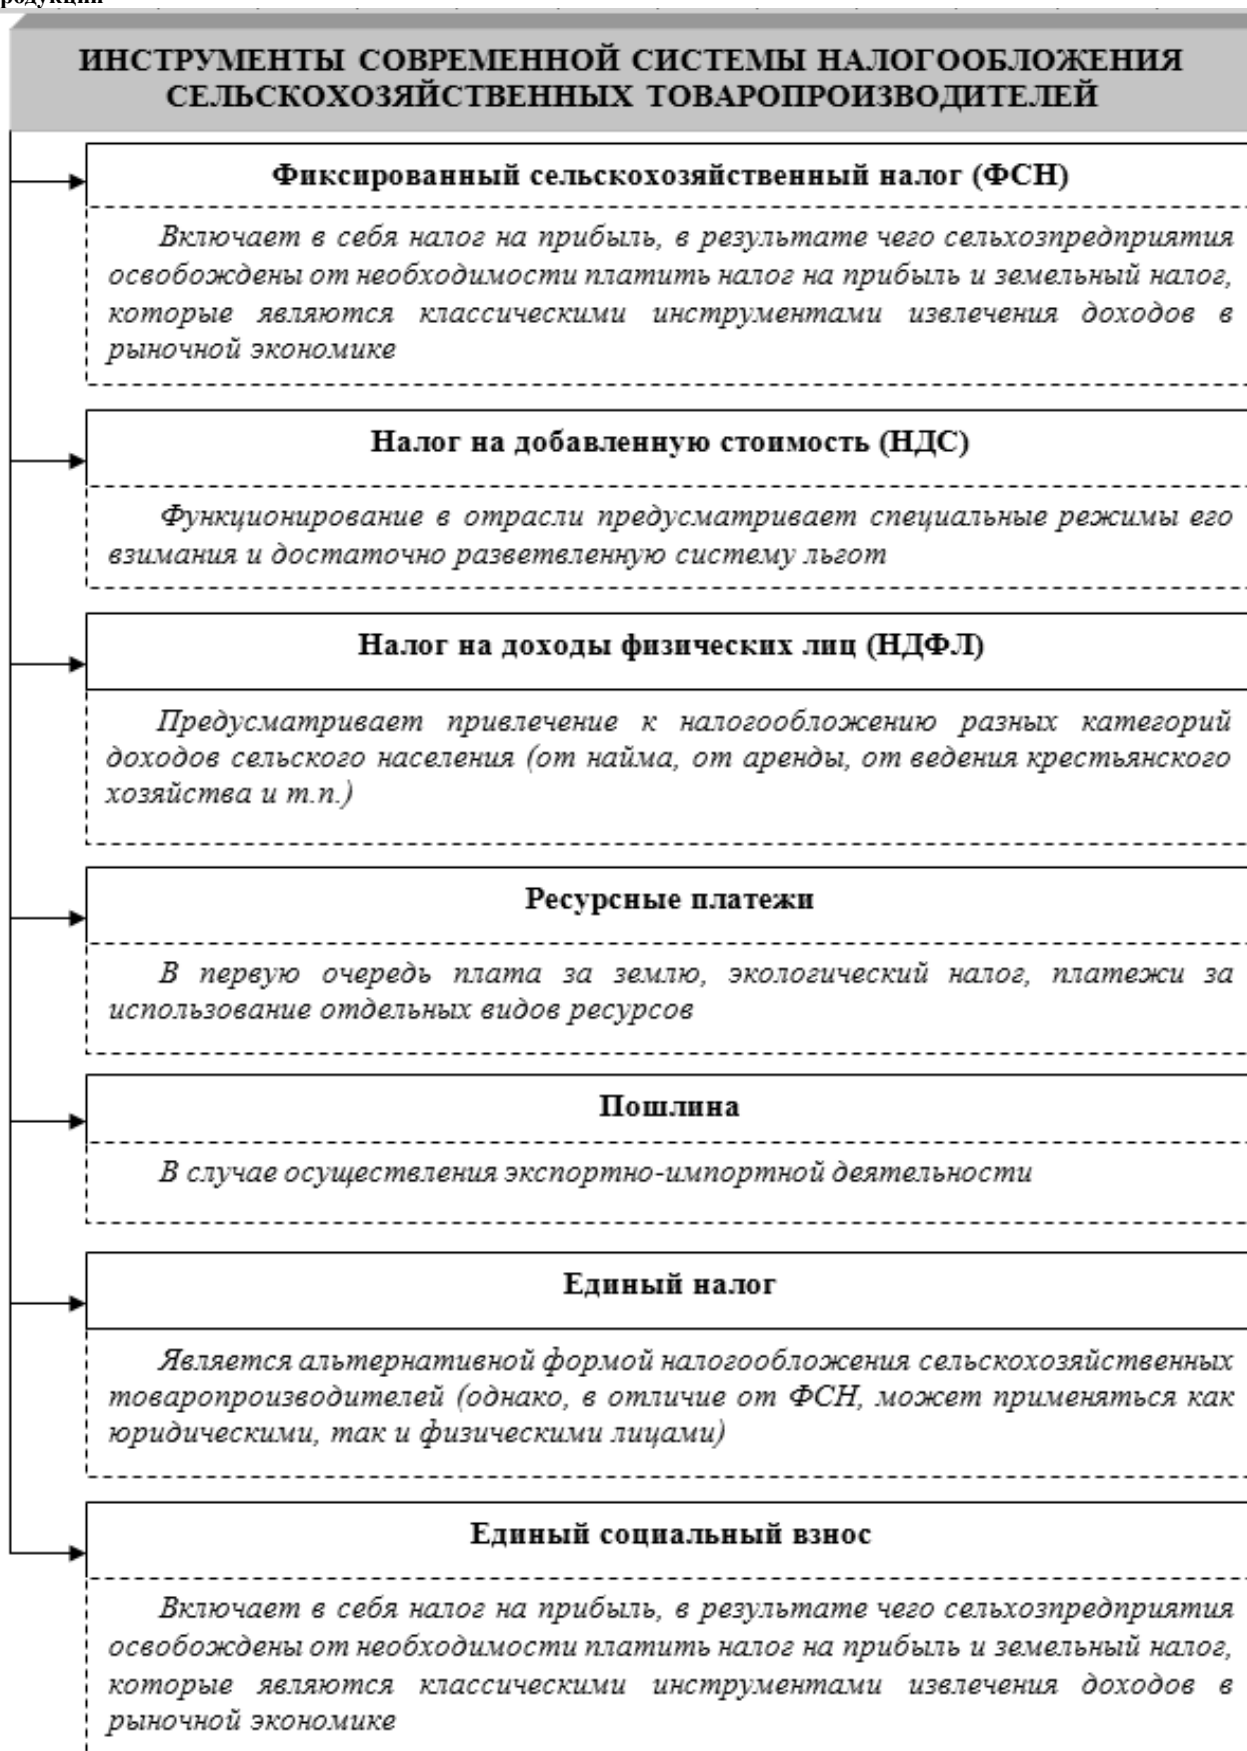 родукции
ИНСТРУМЕНТЫ СОВРЕМЕННОЙ СИСТЕМЫ НАЛОГООБЛОЖЕНИЯ
СЕЛЬСКОХОЗЯЙСТВЕННЫХ ТОВАРОПРОИЗВОДИТЕЛЕЙ
Фиксированный сельскохозяйственный налог (ФСН)
Включает в себя налог на прибыль, в результате чего сельхозпредприятия
освобождены от необходимости платить налог на прибыль и земельный налог,
которые являются классическими инструментами извлечения доходов в
рыночной экономике
Налог на добавленную стоимость (НДС)
Функционирование в отрасли предусматривает специальные режимы его
взимания и достаточно разветвленную систему льгот
Налог на доходы физических лиц (НДФЛ)
Предусматривает привлечение к налогообложению разных категорий
доходов сельского населения (от найма, от аренды, от ведения крестьянского
хозяйства и т.п.)
Ресурсные платежи
В первую очередь плата за землю, экологический налог, платежи за
использование отдельных видов ресурсов
Пошлина
В случае осуществления экспортно-импортной деятельности
Единый налог
Является альтернативной формой налогообложения сельскохозяйственных
товаропроизводителей (однако, в отличие от ФСН, может применяться как
юридическими, так и физическими лицами)
Единый социальный взнос
Включает в себя налог на прибыль, в результате чего сельхозпредприятия
освобождены от необходимости платить налог на прибыль и земельный налог,
которые являются классическими инструментами извлечения доходов в
рыночной экономике